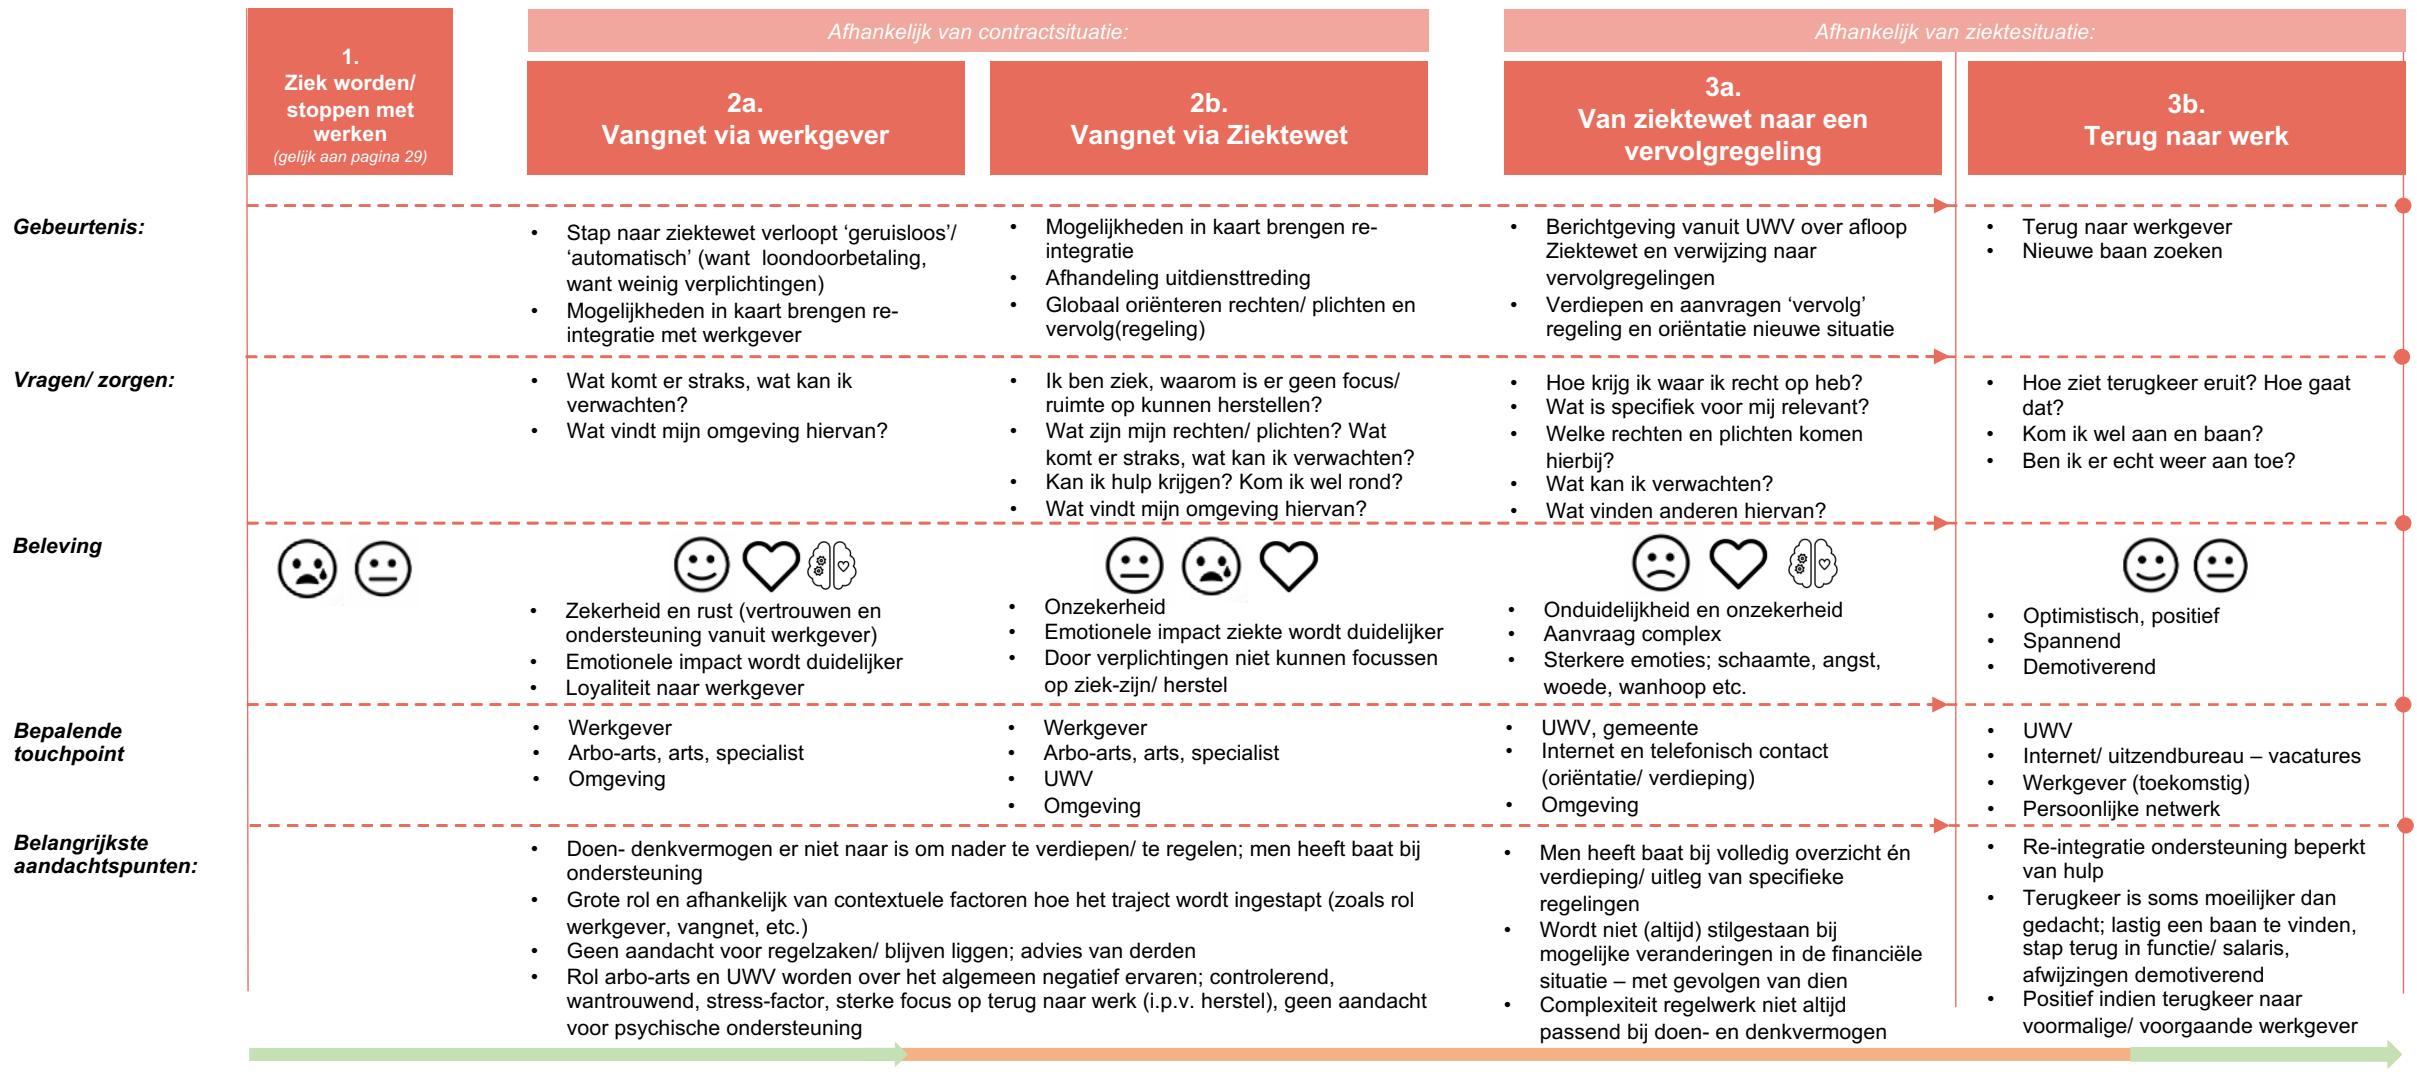 1.
Ziek worden/
stoppen met
werken
(gelijk aan pagina 29)
Afhankelijk van contractsituatie:
2a.
Vangnet via werkgever
2b.
Vangnet via Ziektewet
Afhankelijk van ziektesituatie:
3a.
Van ziektewet naar een
vervolgregeling
3b.
Terug naar werk
Gebeurtenis:
• Stap naar ziektewet verloopt ‘geruisloos’/
‘automatisch’ (want loondoorbetaling,
want weinig verplichtingen)
• Mogelijkheden in kaart brengen re-
integratie met werkgever
• Mogelijkheden in kaart brengen re-
integratie
• Afhandeling uitdiensttreding
• Globaal oriënteren rechten/ plichten en
vervolg(regeling)
• Berichtgeving vanuit UWV over afloop
Ziektewet en verwijzing naar
vervolgregelingen
• Verdiepen en aanvragen ‘vervolg’
regeling en oriëntatie nieuwe situatie
• Terug naar werkgever
• Nieuwe baan zoeken
Vragen/ zorgen:
• Wat komt er straks, wat kan ik
verwachten?
• Wat vindt mijn omgeving hiervan?
• Ik ben ziek, waarom is er geen focus/
ruimte op kunnen herstellen?
• Wat zijn mijn rechten/ plichten? Wat
komt er straks, wat kan ik verwachten?
• Kan ik hulp krijgen? Kom ik wel rond?
• Wat vindt mijn omgeving hiervan?
• Hoe krijg ik waar ik recht op heb?
• Wat is specifiek voor mij relevant?
• Welke rechten en plichten komen
hierbij?
• Wat kan ik verwachten?
• Wat vinden anderen hiervan?
• Hoe ziet terugkeer eruit? Hoe gaat
dat?
• Kom ik wel aan en baan?
• Ben ik er echt weer aan toe?
Beleving
• Zekerheid en rust (vertrouwen en
ondersteuning vanuit werkgever)
• Emotionele impact wordt duidelijker
• Loyaliteit naar werkgever
• Onzekerheid
• Emotionele impact ziekte wordt duidelijker
• Door verplichtingen niet kunnen focussen
op ziek-zijn/ herstel
• Onduidelijkheid en onzekerheid
• Aanvraag complex
• Sterkere emoties; schaamte, angst,
woede, wanhoop etc.
• Optimistisch, positief
• Spannend
• Demotiverend
Bepalende
touchpoint
• Werkgever
• Arbo-arts, arts, specialist
• Omgeving
• Werkgever
• Arbo-arts, arts, specialist
• UWV
• Omgeving
• UWV, gemeente
• Internet en telefonisch contact
(oriëntatie/ verdieping)
• Omgeving
• UWV
• Internet/ uitzendbureau – vacatures
• Werkgever (toekomstig)
• Persoonlijke netwerk
Belangrijkste
aandachtspunten:
• Doen- denkvermogen er niet naar is om nader te verdiepen/ te regelen; men heeft baat bij
ondersteuning
• Grote rol en afhankelijk van contextuele factoren hoe het traject wordt ingestapt (zoals rol
werkgever, vangnet, etc.)
• Geen aandacht voor regelzaken/ blijven liggen; advies van derden
• Rol arbo-arts en UWV worden over het algemeen negatief ervaren; controlerend,
wantrouwend, stress-factor, sterke focus op terug naar werk (i.p.v. herstel), geen aandacht
voor psychische ondersteuning
• Men heeft baat bij volledig overzicht én
verdieping/ uitleg van specifieke
regelingen
• Wordt niet (altijd) stilgestaan bij
mogelijke veranderingen in de financiële
situatie – met gevolgen van dien
• Complexiteit regelwerk niet altijd
passend bij doen- en denkvermogen
• Re-integratie ondersteuning beperkt
van hulp
• Terugkeer is soms moeilijker dan
gedacht; lastig een baan te vinden,
stap terug in functie/ salaris,
afwijzingen demotiverend
• Positief indien terugkeer naar
voormalige/ voorgaande werkgever